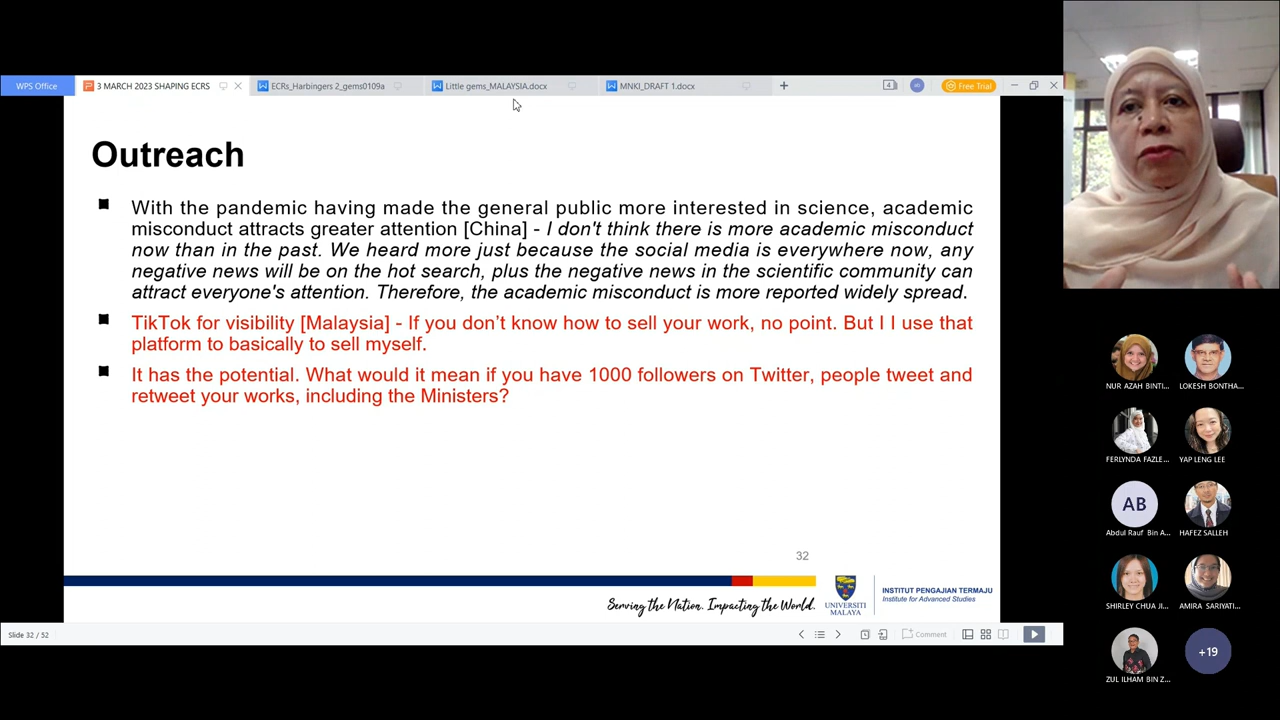 WPS Office
3 MARCH 2023 SHAPING ECRS
ECRs_Harbingers 2_gems0109a
Little gems_MALAYSIA.docx
MNKI_DRAFT 1.docx
Free Trial
Outreach
With the pandemic having made the general public more interested in science, academic
misconduct attracts greater attention [China] - I don't think there is more academic misconduct
now than in the past. We heard more just because the social media is everywhere now, any
negative news will be on the hot search, plus the negative news in the scientific community can
attract everyone's attention. Therefore, the academic misconduct is more reported widely spread.
TikTok for visibility [Malaysia] - If you don’t know how to sell your work, no point. But I I use that
platform to basically to sell myself.
It has the potential. What would it mean if you have 1000 followers on Twitter, people tweet and
retweet your works, including the Ministers?
32
Serving the Nation. Impacting the World.
UNIVERSITI
MALAYA
INSTITUT PENGAJIAN TERMAJU
Institute for Advanced Studies
Slide 32 / 52
Comment
NUR AZAH BINTI...
LOKESH BONTHA...
FERLYNDA FAZLE...
YAP LENG LEE
AB
Abdul Rauf Bin A...
HAFEZ SALLEH
SHIRLEY CHUA JI...
AMIRA SARIYATI...
ZUL ILHAM BIN Z...
+19